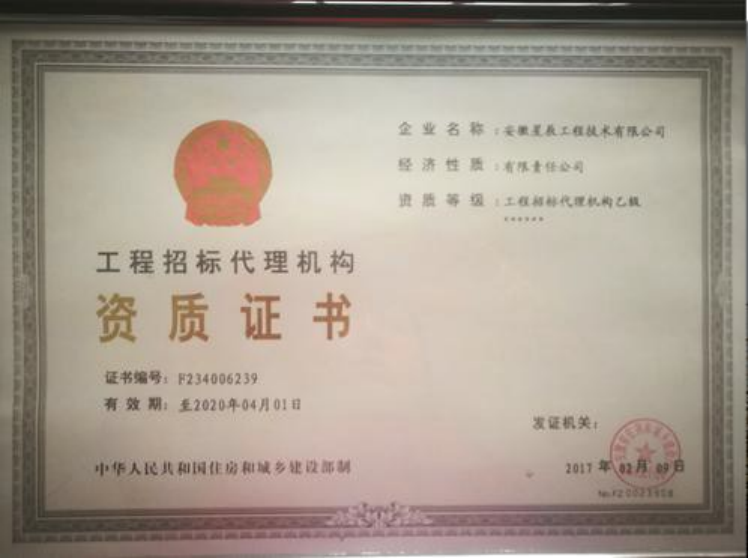 工程招标代理机构
资质证书
证书编号：F234006239
有效期：至2020年04月01日
中华人民共和国住房和城乡建设部制
企业名称：安徽星辰工程技术有限公司
经济性质：有限责任公司
资质等级：工程招标代理机构乙级
******
发证机关：
2017年02月09日